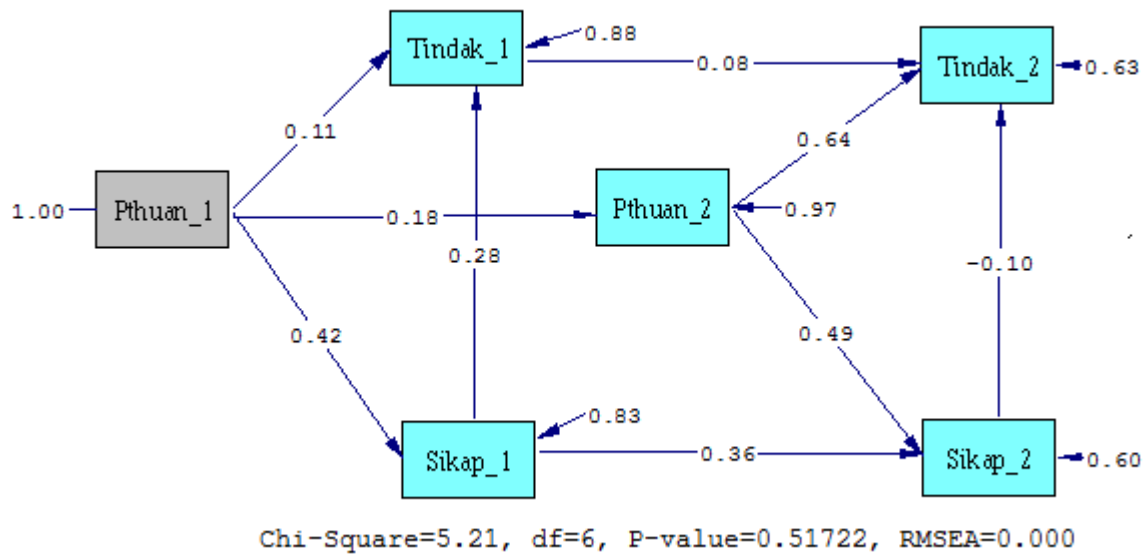 Tindak_1
0.88
0.08
Tindak_2
0.63
0.11
0.64
1.00
Pthuan_1
0.18
Pthuan_2
0.97
0.28
-0.10
0.42
0.49
0.83
Sikap_1
0.36
Sikap_2
0.60
Chi-Square=5.21, df=6, P-value=0.51722, RMSEA=0.000